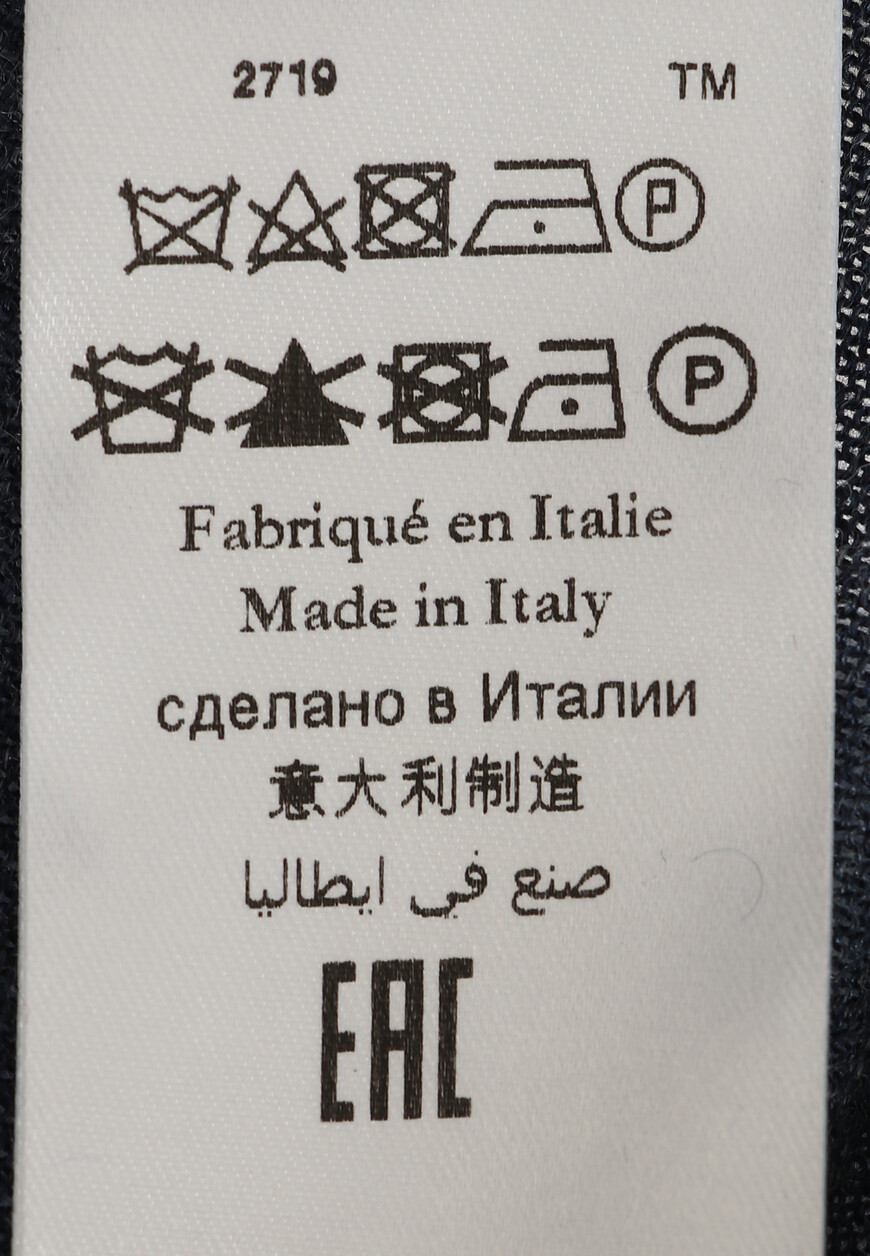 2719 TM
P
P
Fabriqué en Italie
Made in Italy
сделано в Италии
意大利制造
صنع في ايطاليا
EAC